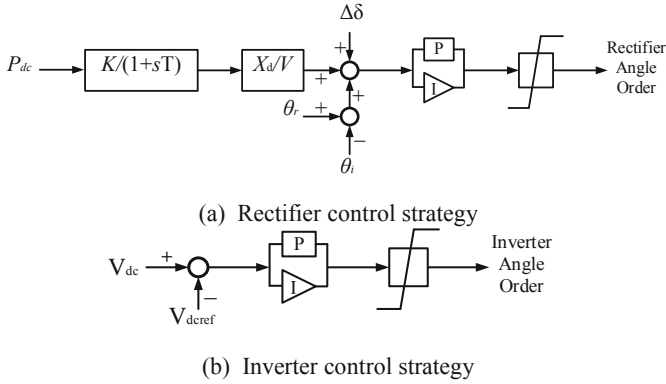 Δδ
P_dc
K/(1+sT)
X_d/V
+
+
+
P
I
Rectifier
Angle
Order
θ_r
+
−
θ_i
(a) Rectifier control strategy
V_dc
+
−
V_dcref
P
I
Inverter
Angle
Order
(b) Inverter control strategy